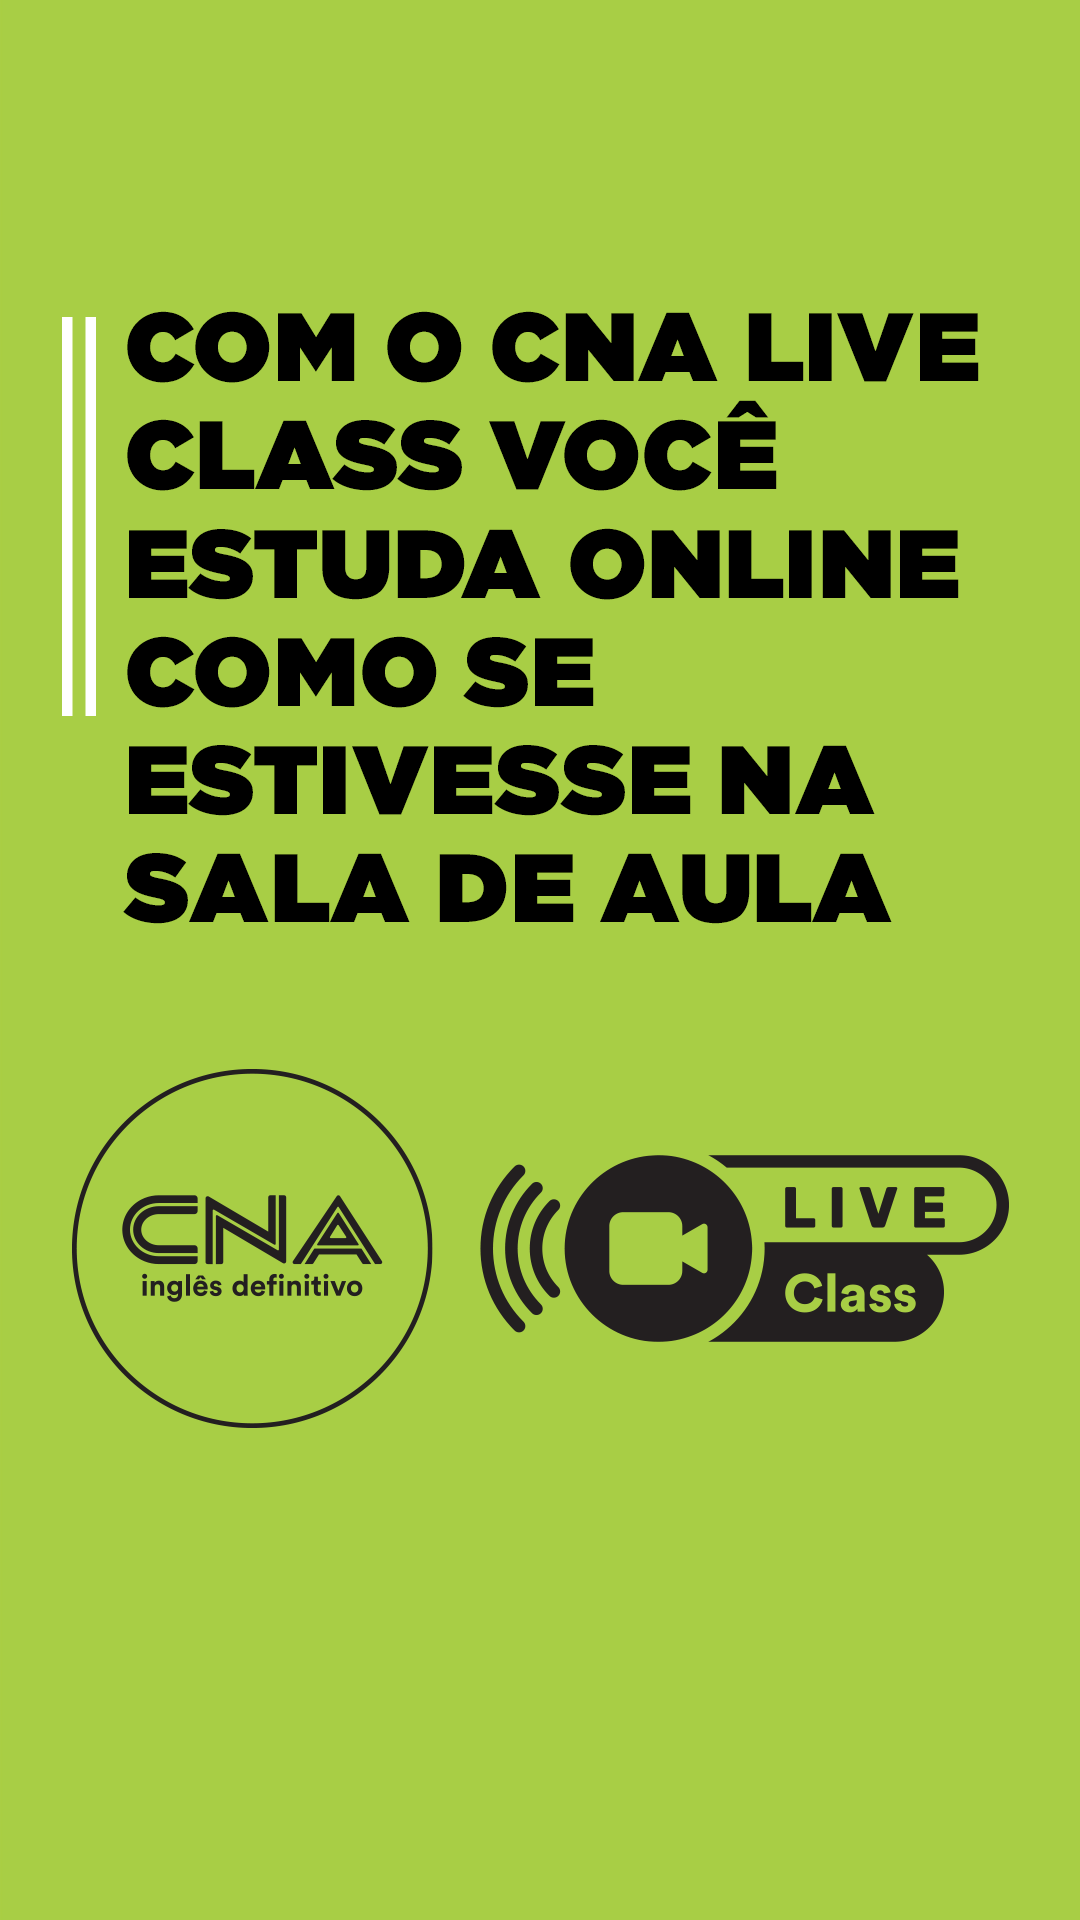 COM O CNA LIVE
CLASS VOCÊ
ESTUDA ONLINE
COMO SE
ESTIVESSE NA
SALA DE AULA
CNA
inglês definitivo
LIVE
Class